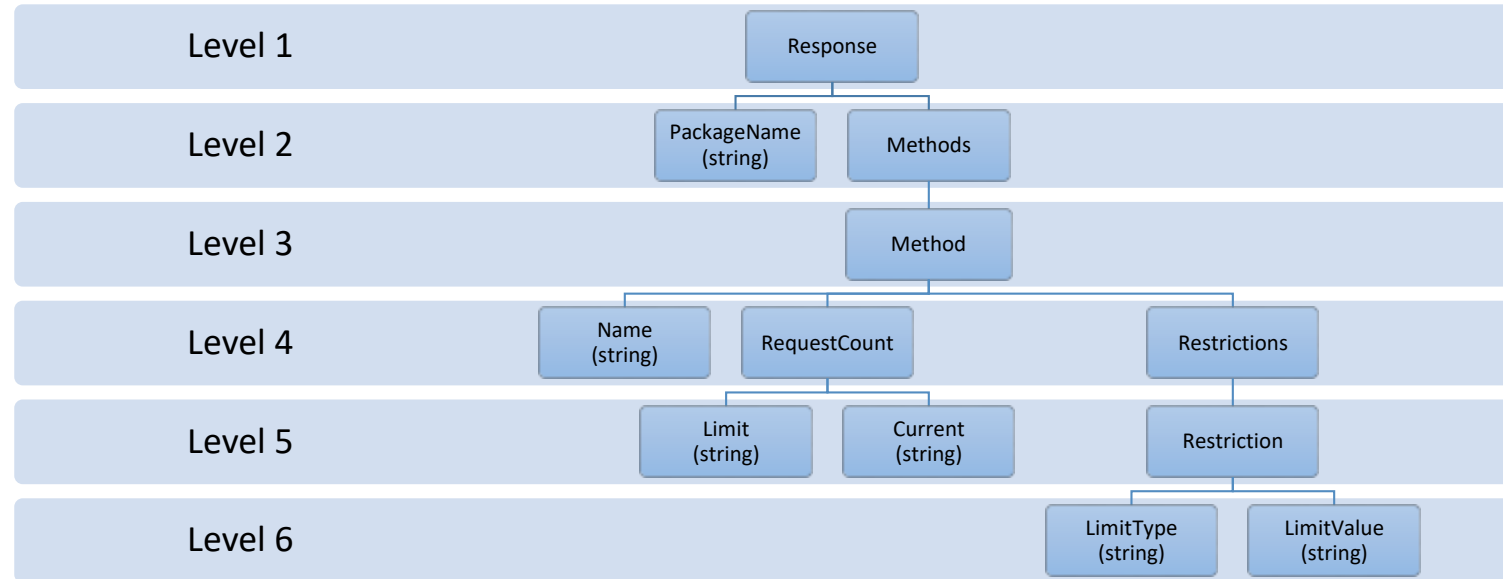 Level 1
Response
Level 2
PackageName
(string)
Methods
Level 3
Method
Level 4
Name
(string)
RequestCount
Restrictions
Level 5
Limit
(string)
Current
(string)
Restriction
Level 6
LimitType
(string)
LimitValue
(string)